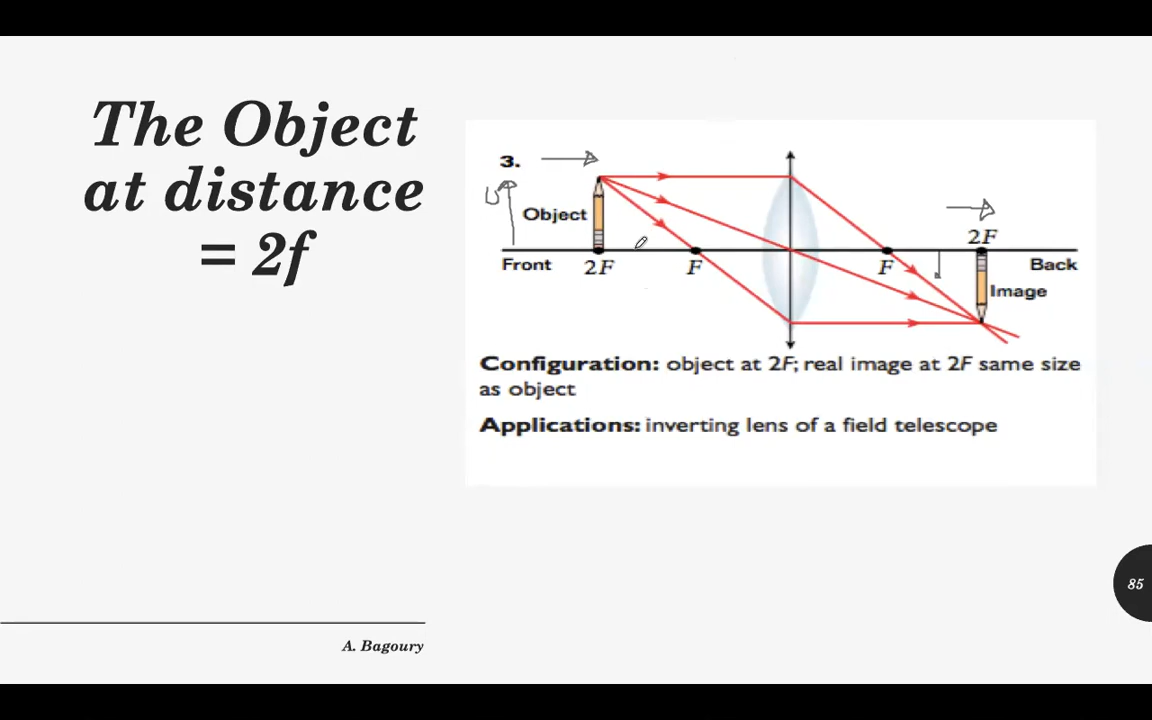 The Object
at distance
= 2f
3.
Object
2F
Front
2F
F
F
Back
Image
Configuration: object at 2F; real image at 2F same size
as object
Applications: inverting lens of a field telescope
85
A. Bagoury